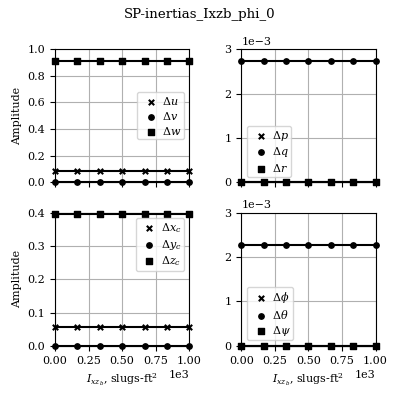 SP-inertias_Ixzb_phi_0
1e−3
1e−3
1.0
0.8
0.6
0.4
0.2
0.0
Amplitude
Δu
Δv
Δw
3
2
1
0
Δp
Δq
Δr
0.4
0.3
0.2
0.1
0.0
Amplitude
Δx_c
Δy_c
Δz_c
3
2
1
0
Δϕ
Δθ
Δψ
0.00 0.25 0.50 0.75 1.00
I_{xz_b}, slugs-ft²
1e3
0.00 0.25 0.50 0.75 1.00
I_{xz_b}, slugs-ft²
1e3